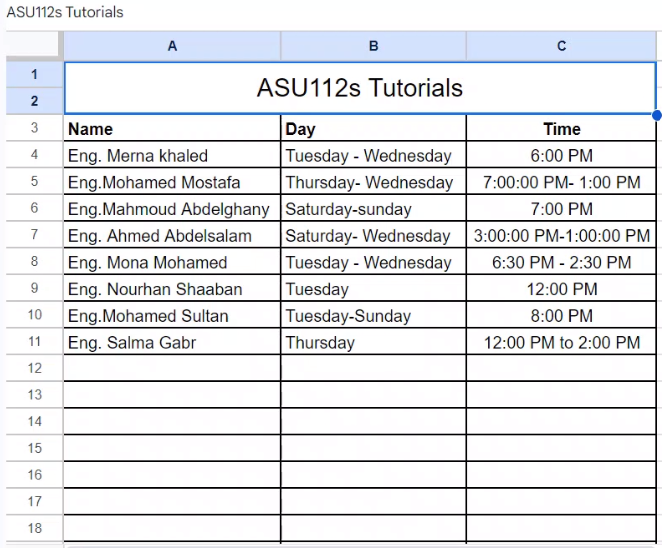 ASU112s Tutorials
A B C
1 ASU112s Tutorials
2
3 Name Day Time
4 Eng. Merna khaled Tuesday - Wednesday 6:00 PM
5 Eng.Mohamed Mostafa Thursday- Wednesday 7:00:00 PM- 1:00 PM
6 Eng.Mahmoud Abdelghany Saturday-sunday 7:00 PM
7 Eng. Ahmed Abdelsalam Saturday- Wednesday 3:00:00 PM-1:00:00 PM
8 Eng. Mona Mohamed Tuesday - Wednesday 6:30 PM - 2:30 PM
9 Eng. Nourhan Shaaban Tuesday 12:00 PM
10 Eng.Mohamed Sultan Tuesday-Sunday 8:00 PM
11 Eng. Salma Gabr Thursday 12:00 PM to 2:00 PM
12
13
14
15
16
17
18